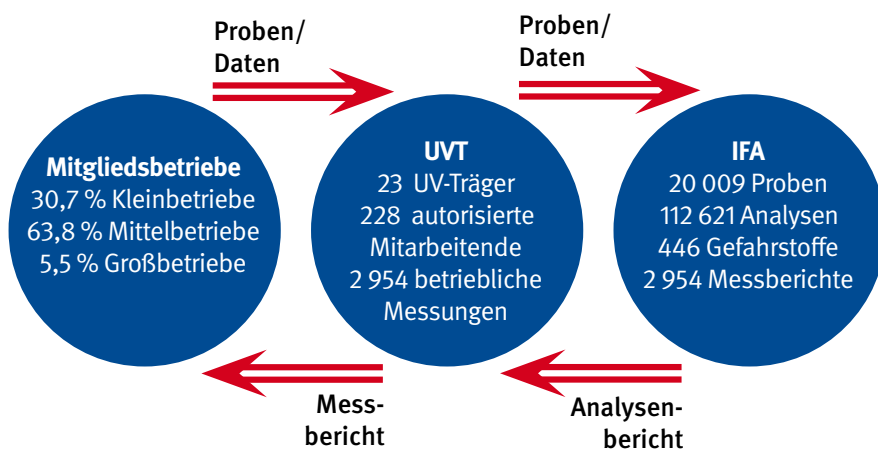 Proben/
Daten
Proben/
Daten
Mitgliedsbetriebe
30,7 % Kleinbetriebe
63,8 % Mittelbetriebe
5,5 % Großbetriebe
UVT
23 UV-Träger
228 autorisierte
Mitarbeitende
2 954 betriebliche
Messungen
IFA
20 009 Proben
112 621 Analysen
446 Gefahrstoffe
2 954 Messberichte
Mess-
bericht
Analysen-
bericht